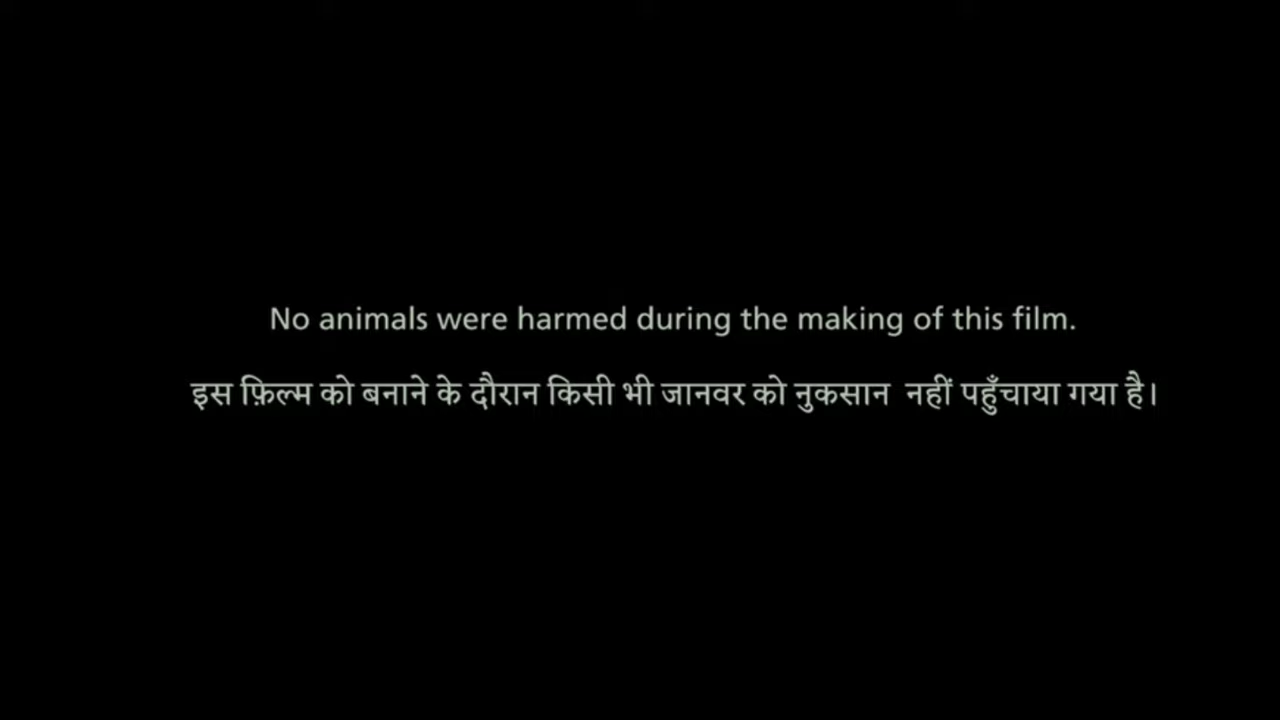 No animals were harmed during the making of this film.
इस फ़िल्म को बनाने के दौरान किसी भी जानवर को नुकसान नहीं पहुँचाया गया है।